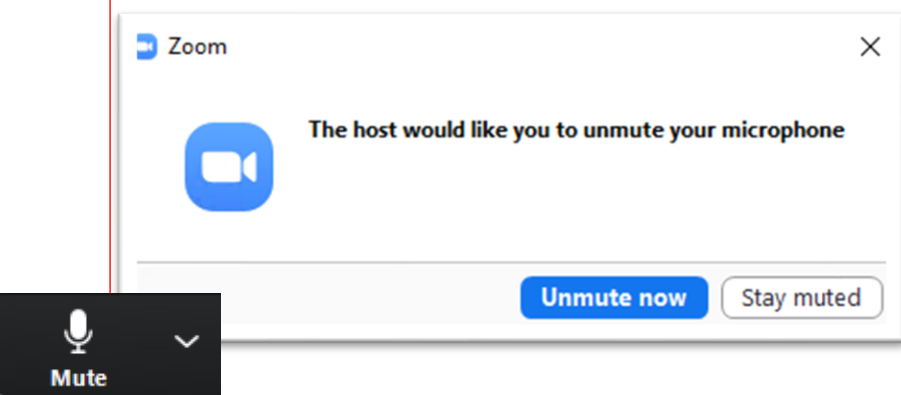 Zoom
The host would like you to unmute your microphone
Unmute now
Stay muted
Mute